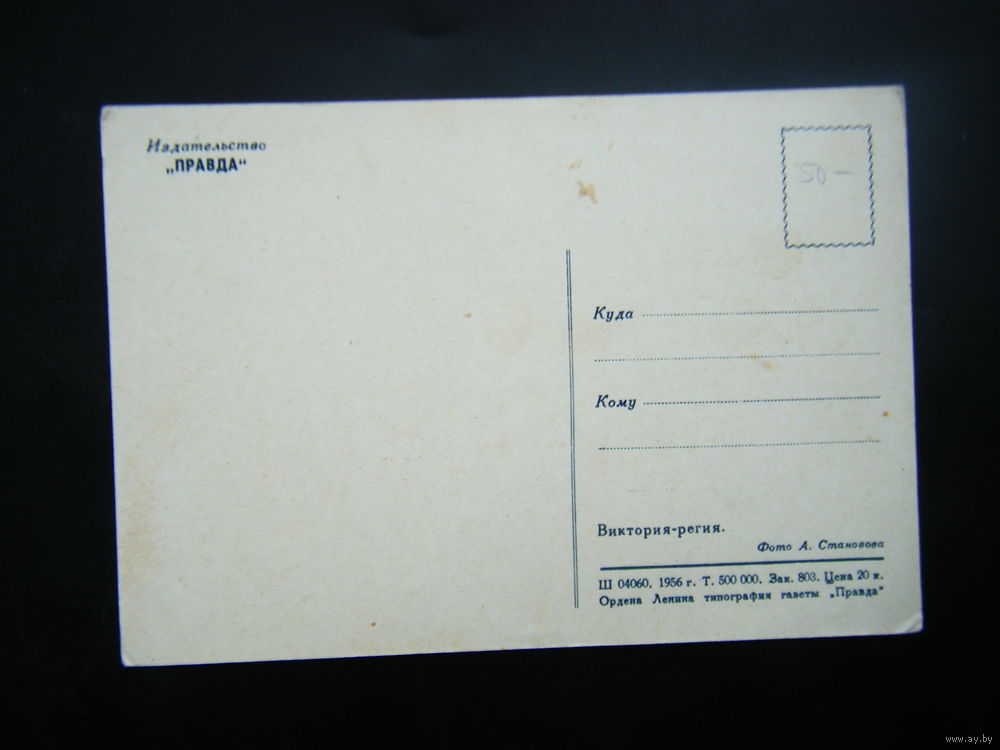 Издательство
„ПРАВДА“
50—
Куда
Кому
Виктория-регия.
Фото А. Становова
Ш 04060. 1956 г. Т. 500 000. Зак. 803. Цена 20 к.
Ордена Ленина типография газеты „Правда“
www.ay.by